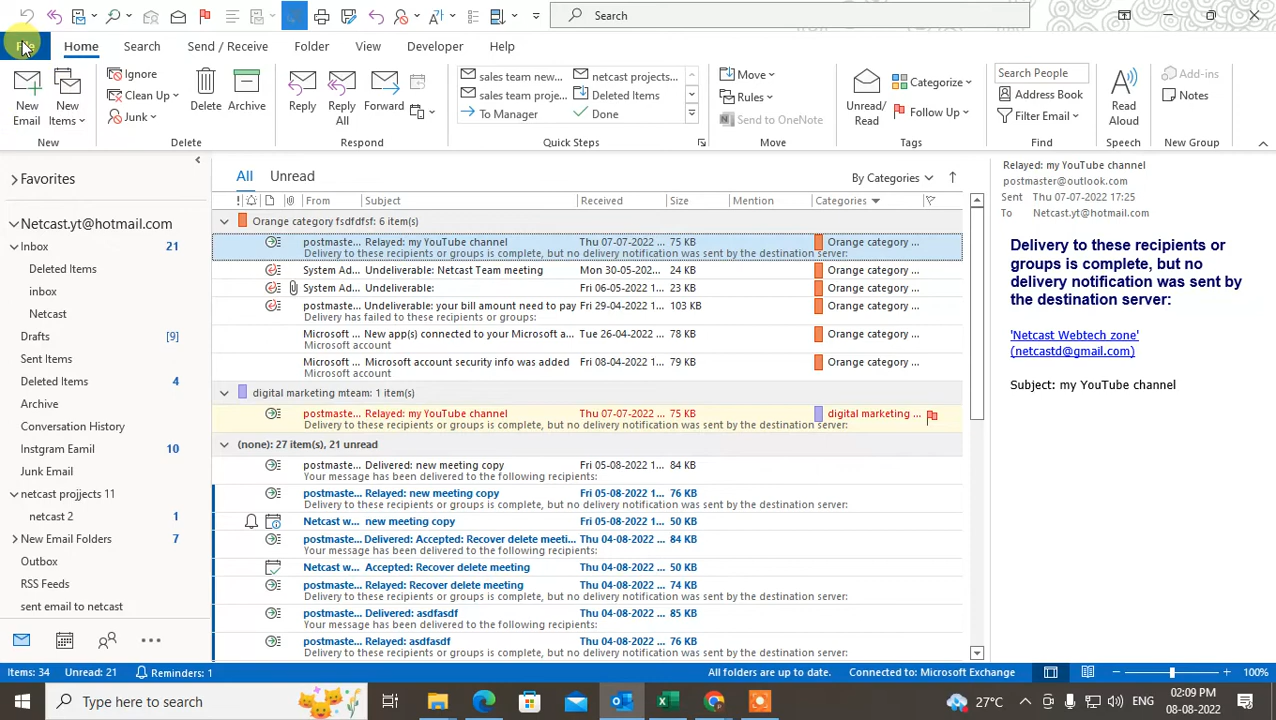 Search
File Home Search Send / Receive Folder View Developer Help
New Email
New Items
Ignore
Clean Up
Junk
Delete
Archive
Reply
Reply All
Forward
sales team new...
sales team proje...
To Manager
netcast projects...
Deleted Items
Done
Move
Rules
Send to OneNote
Unread/ Read
Categorize
Follow Up
Search People
Address Book
Filter Email
Read Aloud
Add-ins
Notes
New Delete Respond Quick Steps Move Tags Find Speech New Group
Favorites
Netcast.yt@hotmail.com
Inbox 21
Deleted Items
inbox
Netcast
Drafts [9]
Sent Items
Deleted Items 4
Archive
Conversation History
Instgram Eamil 10
Junk Email
netcast projjects 11
netcast 2 1
New Email Folders 7
Outbox
RSS Feeds
sent email to netcast
All Unread By Categories
! From Subject Received Size Mention Categories
Orange category fsdfdfsf: 6 item(s)
postmaste... Relayed: my YouTube channel Thu 07-07-2022 ... 75 KB Orange category ...
Delivery to these recipients or groups is complete, but no delivery notification was sent by the destination server:
System Ad... Undeliverable: Netcast Team meeting Mon 30-05-202... 24 KB Orange category ...
System Ad... Undeliverable: Fri 06-05-2022 ... 23 KB Orange category ...
postmaste... Undeliverable: your bill amount need to pay Fri 29-04-2022 ... 103 KB Orange category ...
Delivery has failed to these recipients or groups:
Microsoft ... New app(s) connected to your Microsoft a... Tue 26-04-2022 ... 78 KB Orange category ...
Microsoft account
Microsoft ... Microsoft account security info was added Fri 08-04-2022 ... 79 KB Orange category ...
Microsoft account
digital marketing mteam: 1 item(s)
postmaste... Relayed: my YouTube channel Thu 07-07-2022 ... 75 KB digital marketing ...
Delivery to these recipients or groups is complete, but no delivery notification was sent by the destination server:
(none): 27 item(s), 21 unread
postmaste... Delivered: new meeting copy Fri 05-08-2022 1... 84 KB
Your message has been delivered to the following recipients:
postmaste... Relayed: new meeting copy Fri 05-08-2022 1... 76 KB
Delivery to these recipients or groups is complete, but no delivery notification was sent by the destination server:
Netcast w... new meeting copy Fri 05-08-2022 1... 50 KB
postmaste... Delivered: Accepted: Recover delete meeti... Thu 04-08-2022 ... 84 KB
Your message has been delivered to the following recipients:
Netcast w... Accepted: Recover delete meeting Thu 04-08-2022 ... 50 KB
postmaste... Relayed: Recover delete meeting Thu 04-08-2022 ... 74 KB
Delivery to these recipients or groups is complete, but no delivery notification was sent by the destination server:
postmaste... Delivered: asdfasdf Thu 04-08-2022 ... 85 KB
Your message has been delivered to the following recipients:
postmaste... Relayed: asdfasdf Thu 04-08-2022 ... 76 KB
Relayed: my YouTube channel
postmaster@outlook.com
Sent Thu 07-07-2022 17:25
To Netcast.yt@hotmail.com
Delivery to these recipients or
groups is complete, but no
delivery notification was sent by
the destination server:
'Netcast Webtech zone'
(netcastd@gmail.com)
Subject: my YouTube channel
Items: 34 Unread: 21 Reminders: 1 All folders are up to date. Connected to: Microsoft Exchange 100%
Type here to search 27°C ENG 02:09 PM
08-08-2022